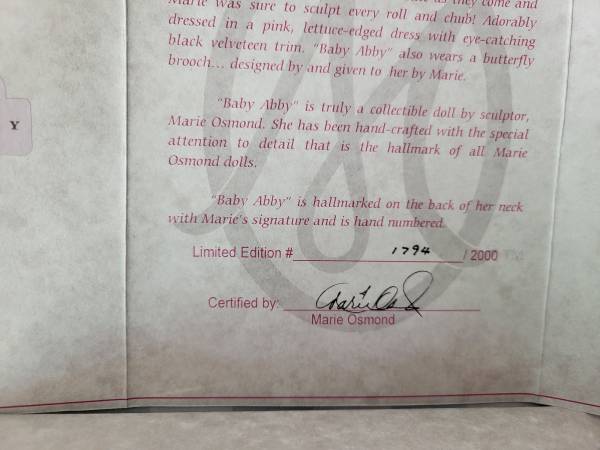 as they come and
Marie was sure to sculpt every roll and chub! Adorably
dressed in a pink, lettuce-edged dress with eye-catching
black velveteen trim. "Baby Abby" also wears a butterfly
brooch... designed by and given to her by Marie.
Y
"Baby Abby" is truly a collectible doll by sculptor,
Marie Osmond. She has been hand-crafted with the special
attention to detail that is the hallmark of all Marie
Osmond dolls.
"Baby Abby" is hallmarked on the back of her neck
with Marie's signature and is hand numbered.
Limited Edition # 1794 / 2000
Certified by:
Marie Osmond